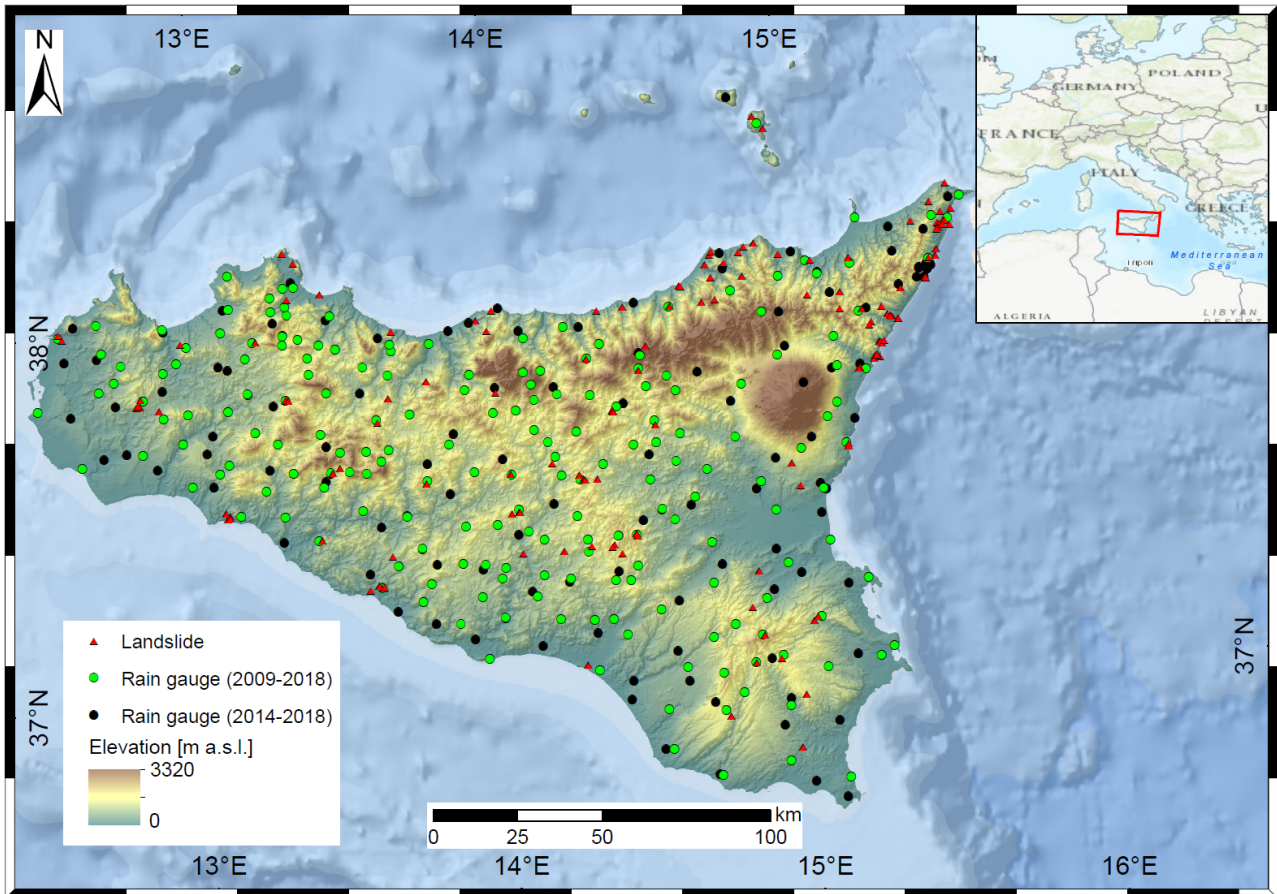 13°E 14°E 15°E
N
POLAND
GERMANY
FRANCE
ITALY
GREECE
Mediterranean
Sea
ALGERIA
LIBYAN
38°N
37°N
37°N
Landslide
Rain gauge (2009-2018)
Rain gauge (2014-2018)
Elevation [m a.s.l.]
3320
0
km
0 25 50 100
13°E 14°E 15°E 16°E